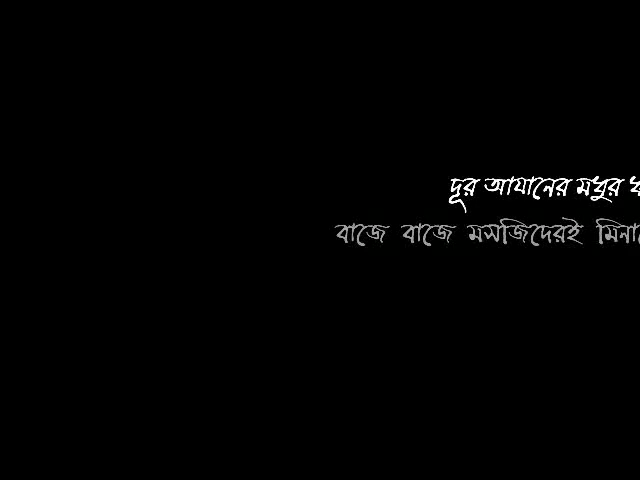 দূর আযানের মধুর ধ
বাজে বাজে মসজিদেরই মিনা